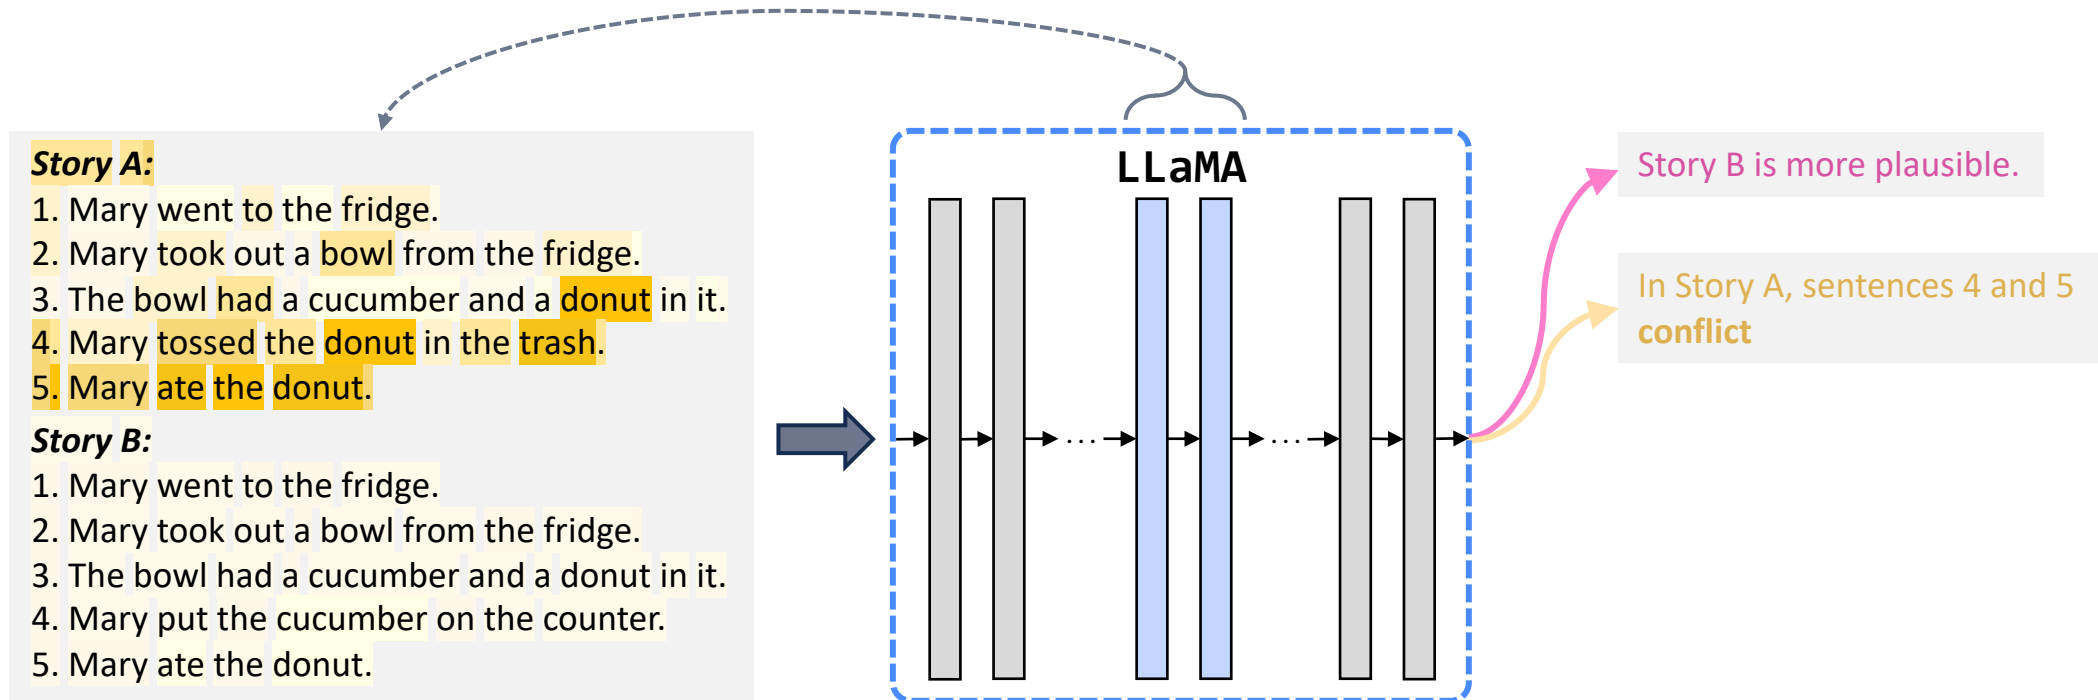 Story A:
1. Mary went to the fridge.
2. Mary took out a bowl from the fridge.
3. The bowl had a cucumber and a donut in it.
4. Mary tossed the donut in the trash.
5. Mary ate the donut.
Story B:
1. Mary went to the fridge.
2. Mary took out a bowl from the fridge.
3. The bowl had a cucumber and a donut in it.
4. Mary put the cucumber on the counter.
5. Mary ate the donut.
LLaMA
...
...
Story B is more plausible.
In Story A, sentences 4 and 5
conflict